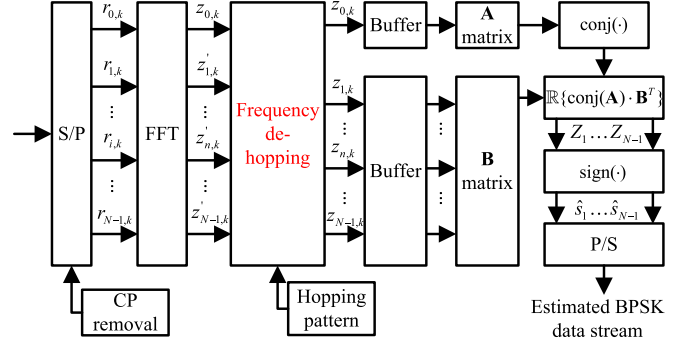 S/P
r_{0,k}
r_{1,k}
⋮
r_{i,k}
⋮
r_{N-1,k}
CP
removal
FFT
z_{0,k}
z'_{1,k}
⋮
z'_{n,k}
⋮
z'_{N-1,k}
Frequency
de-
hopping
Hopping
pattern
z_{0,k}
z_{1,k}
⋮
z_{n,k}
⋮
z_{N-1,k}
Buffer
Buffer
⋮
⋮
A
matrix
B
matrix
conj(·)
ℝ{conj(A)·B^T}
Z_1…Z_{N-1}
sign(·)
ŝ_1…ŝ_{N-1}
P/S
Estimated BPSK
data stream